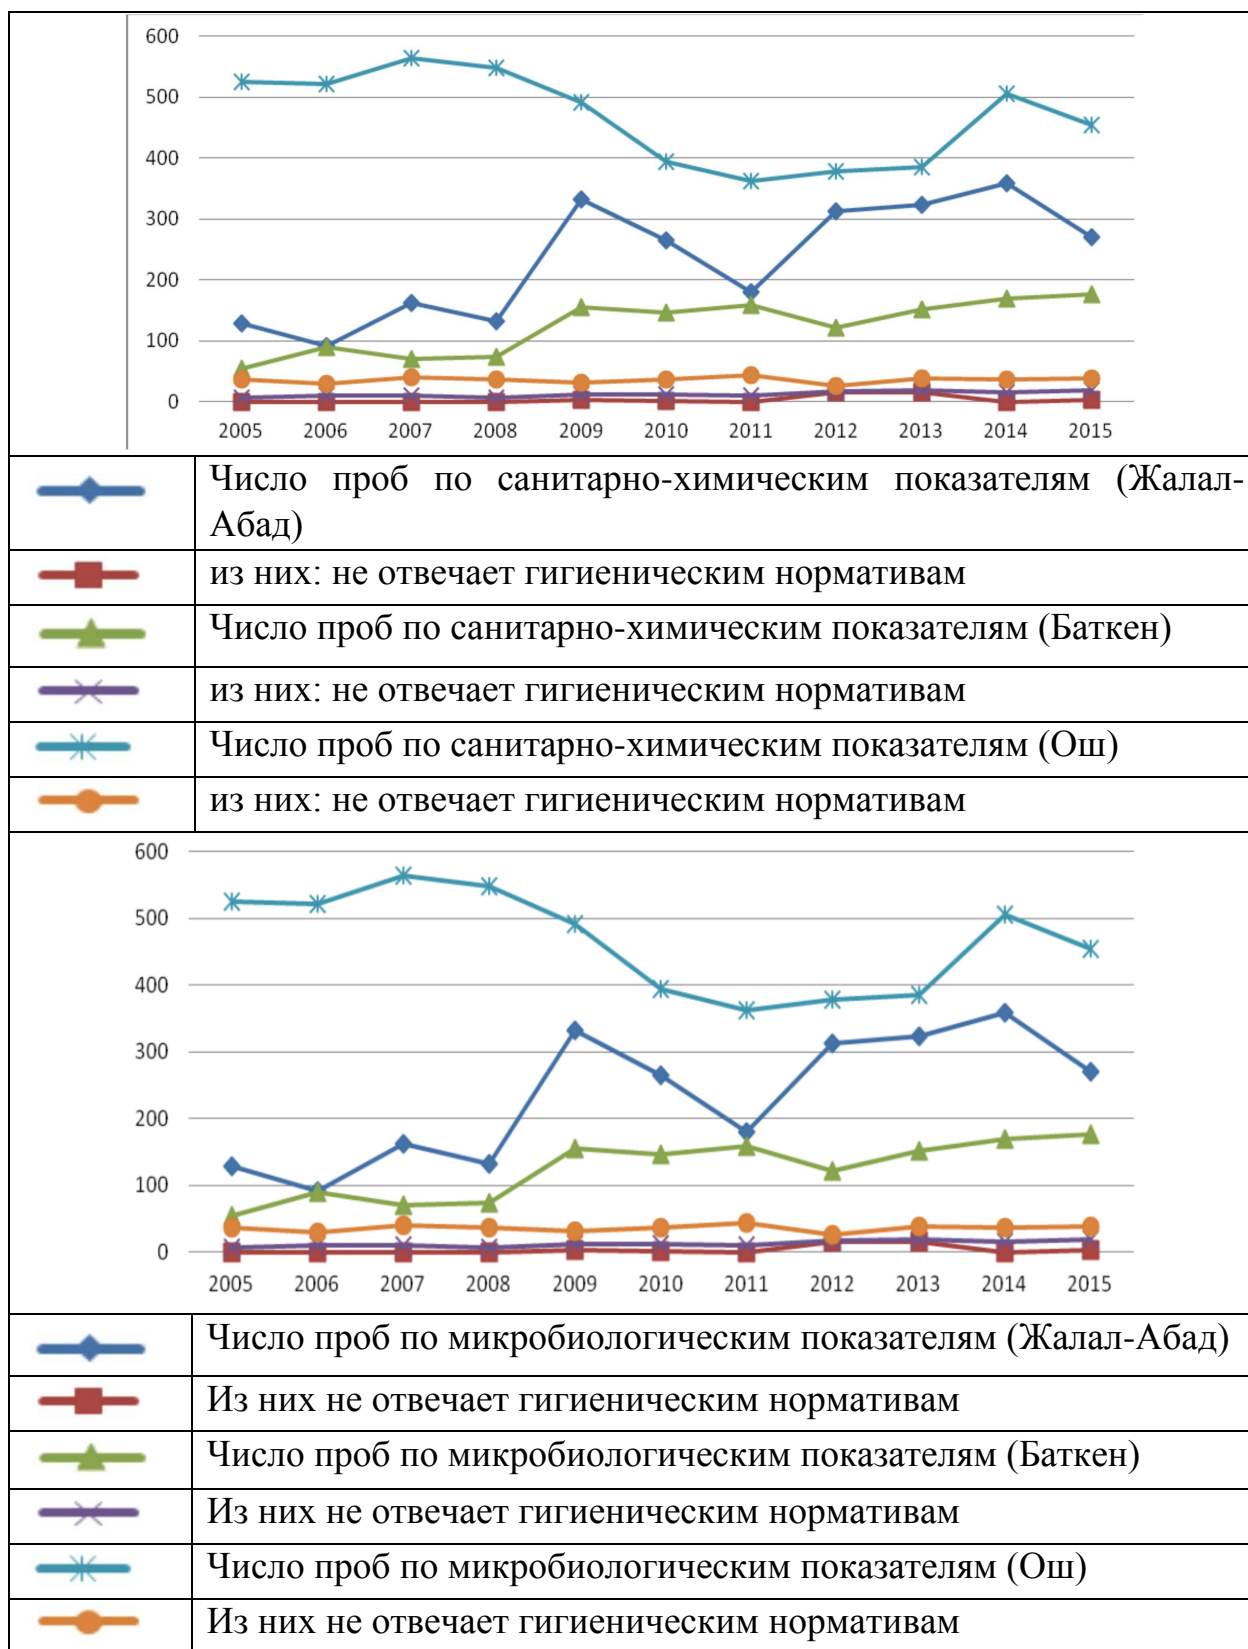 600
500
400
300
200
100
0
2005 2006 2007 2008 2009 2010 2011 2012 2013 2014 2015
Число проб по санитарно-химическим показателям (Жалал-
Абад)
из них: не отвечает гигиеническим нормативам
Число проб по санитарно-химическим показателям (Баткен)
из них: не отвечает гигиеническим нормативам
Число проб по санитарно-химическим показателям (Ош)
из них: не отвечает гигиеническим нормативам
600
500
400
300
200
100
0
2005 2006 2007 2008 2009 2010 2011 2012 2013 2014 2015
Число проб по микробиологическим показателям (Жалал-Абад)
Из них не отвечает гигиеническим нормативам
Число проб по микробиологическим показателям (Баткен)
Из них не отвечает гигиеническим нормативам
Число проб по микробиологическим показателям (Ош)
Из них не отвечает гигиеническим нормативам